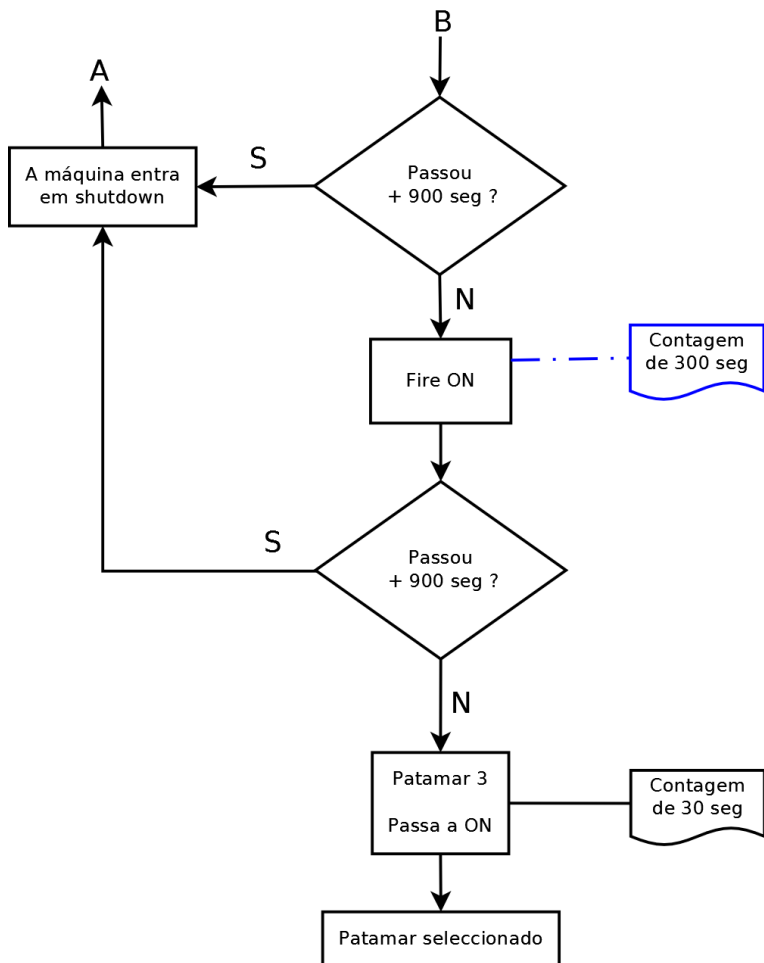 B
A
S
A máquina entra
em shutdown
Passou
+ 900 seg ?
N
Fire ON
Contagem
de 300 seg
S
Passou
+ 900 seg ?
N
Patamar 3
Passa a ON
Contagem
de 30 seg
Patamar seleccionado